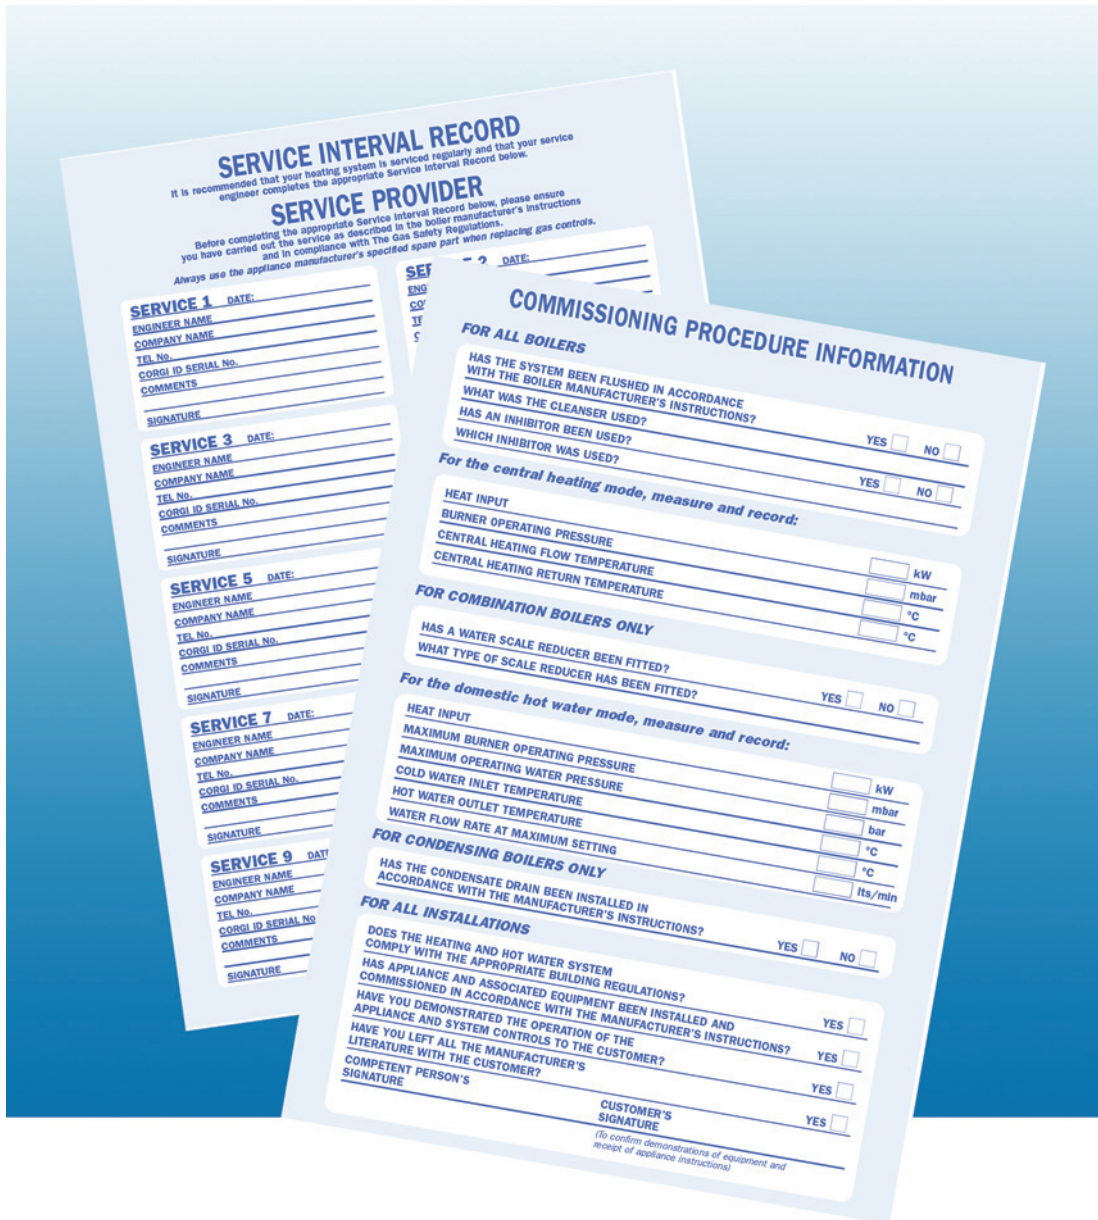 SERVICE INTERVAL RECORD
It is recommended that your heating system is serviced regularly and that your service
engineer completes the appropriate Service Interval Record below.
SERVICE PROVIDER
Before completing the appropriate Service Interval Record below, please ensure
you have carried out the service as described in the boiler manufacturer's instructions
and in compliance with The Gas Safety Regulations.
Always use the appliance manufacturer's specified spare part when replacing gas controls.
SERVICE 1 DATE:
ENGINEER NAME
COMPANY NAME
TEL No.
CORGI ID SERIAL No.
COMMENTS
SIGNATURE
2 DATE:
SERVICE 3 DATE:
ENGINEER NAME
COMPANY NAME
TEL No.
CORGI ID SERIAL No.
COMMENTS
SIGNATURE
SERVICE 5 DATE:
ENGINEER NAME
COMPANY NAME
TEL No.
CORGI ID SERIAL No.
COMMENTS
SIGNATURE
SERVICE 7 DATE:
ENGINEER NAME
COMPANY NAME
TEL No.
CORGI ID SERIAL No.
COMMENTS
SIGNATURE
SERVICE 9
ENGINEER NAME
COMPANY NAME
TEL No.
CORGI ID SERIAL No
COMMENTS
SIGNATURE
COMMISSIONING PROCEDURE INFORMATION
FOR ALL BOILERS
HAS THE SYSTEM BEEN FLUSHED IN ACCORDANCE
WITH THE BOILER MANUFACTURER'S INSTRUCTIONS? YES NO
WHAT WAS THE CLEANSER USED?
HAS AN INHIBITOR BEEN USED? YES NO
WHICH INHIBITOR WAS USED?
For the central heating mode, measure and record:
HEAT INPUT kW
BURNER OPERATING PRESSURE mbar
CENTRAL HEATING FLOW TEMPERATURE °C
CENTRAL HEATING RETURN TEMPERATURE °C
FOR COMBINATION BOILERS ONLY
HAS A WATER SCALE REDUCER BEEN FITTED? YES NO
WHAT TYPE OF SCALE REDUCER HAS BEEN FITTED?
For the domestic hot water mode, measure and record:
HEAT INPUT kW
MAXIMUM BURNER OPERATING PRESSURE mbar
MAXIMUM OPERATING WATER PRESSURE bar
COLD WATER INLET TEMPERATURE °C
HOT WATER OUTLET TEMPERATURE °C
WATER FLOW RATE AT MAXIMUM SETTING lts/min
FOR CONDENSING BOILERS ONLY
HAS THE CONDENSATE DRAIN BEEN INSTALLED IN
ACCORDANCE WITH THE MANUFACTURER'S INSTRUCTIONS? YES NO
FOR ALL INSTALLATIONS
DOES THE HEATING AND HOT WATER SYSTEM
COMPLY WITH THE APPROPRIATE BUILDING REGULATIONS? YES
HAS APPLIANCE AND ASSOCIATED EQUIPMENT BEEN INSTALLED AND
COMMISSIONED IN ACCORDANCE WITH THE MANUFACTURER'S INSTRUCTIONS? YES
HAVE YOU DEMONSTRATED THE OPERATION OF THE
APPLIANCE AND SYSTEM CONTROLS TO THE CUSTOMER? YES
HAVE YOU LEFT ALL THE MANUFACTURER'S
LITERATURE WITH THE CUSTOMER? YES
COMPETENT PERSON'S
SIGNATURE
CUSTOMER'S
SIGNATURE
(To confirm demonstrations of equipment and
receipt of appliance instructions)